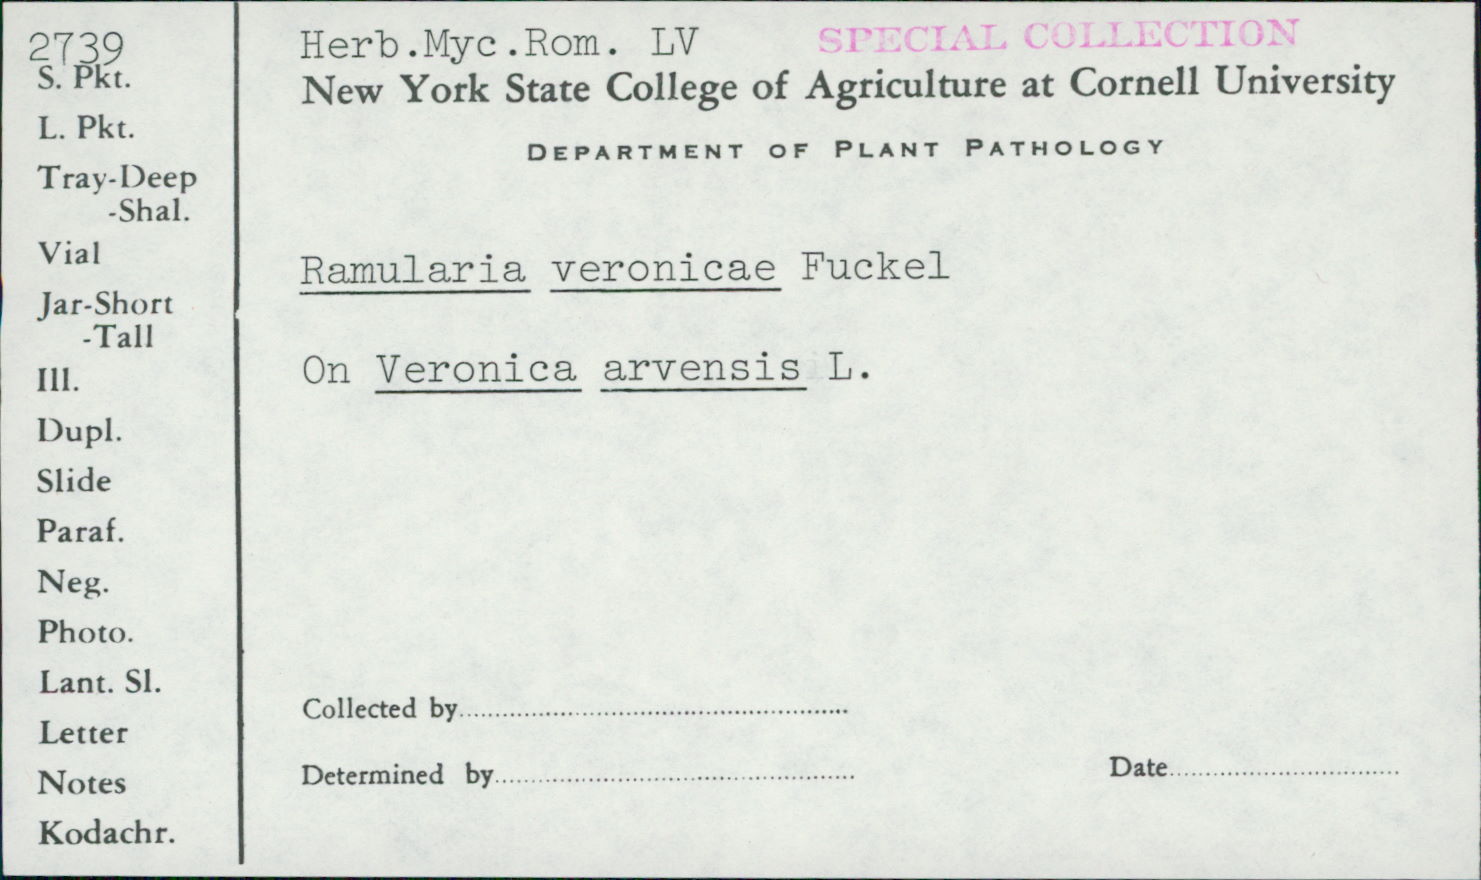 2739
S. Pkt.
L. Pkt.
Tray-Deep
-Shal.
Vial
Jar-Short
-Tall
Ill.
Dupl.
Slide
Paraf.
Neg.
Photo.
Lant. Sl.
Letter
Notes
Kodachr.
Herb.Myc.Rom. LV SPECIAL COLLECTION
New York State College of Agriculture at Cornell University
DEPARTMENT OF PLANT PATHOLOGY
Ramularia veronicae Fuckel
On Veronica arvensis L.
Collected by
Determined by
Date